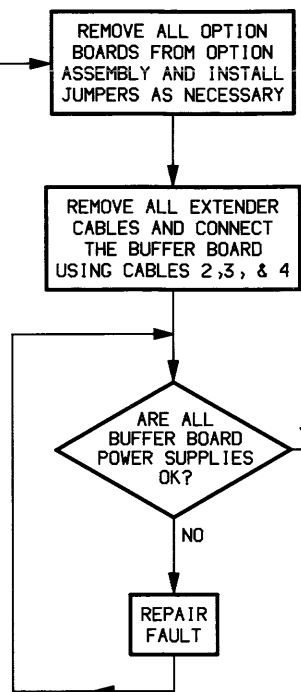 REMOVE ALL OPTION
BOARDS FROM OPTION
ASSEMBLY AND INSTALL
JUMPERS AS NECESSARY
REMOVE ALL EXTENDER
CABLES AND CONNECT
THE BUFFER BOARD
USING CABLES 2,3, & 4
ARE ALL
BUFFER BOARD
POWER SUPPLIES
OK?
NO
REPAIR
FAULT